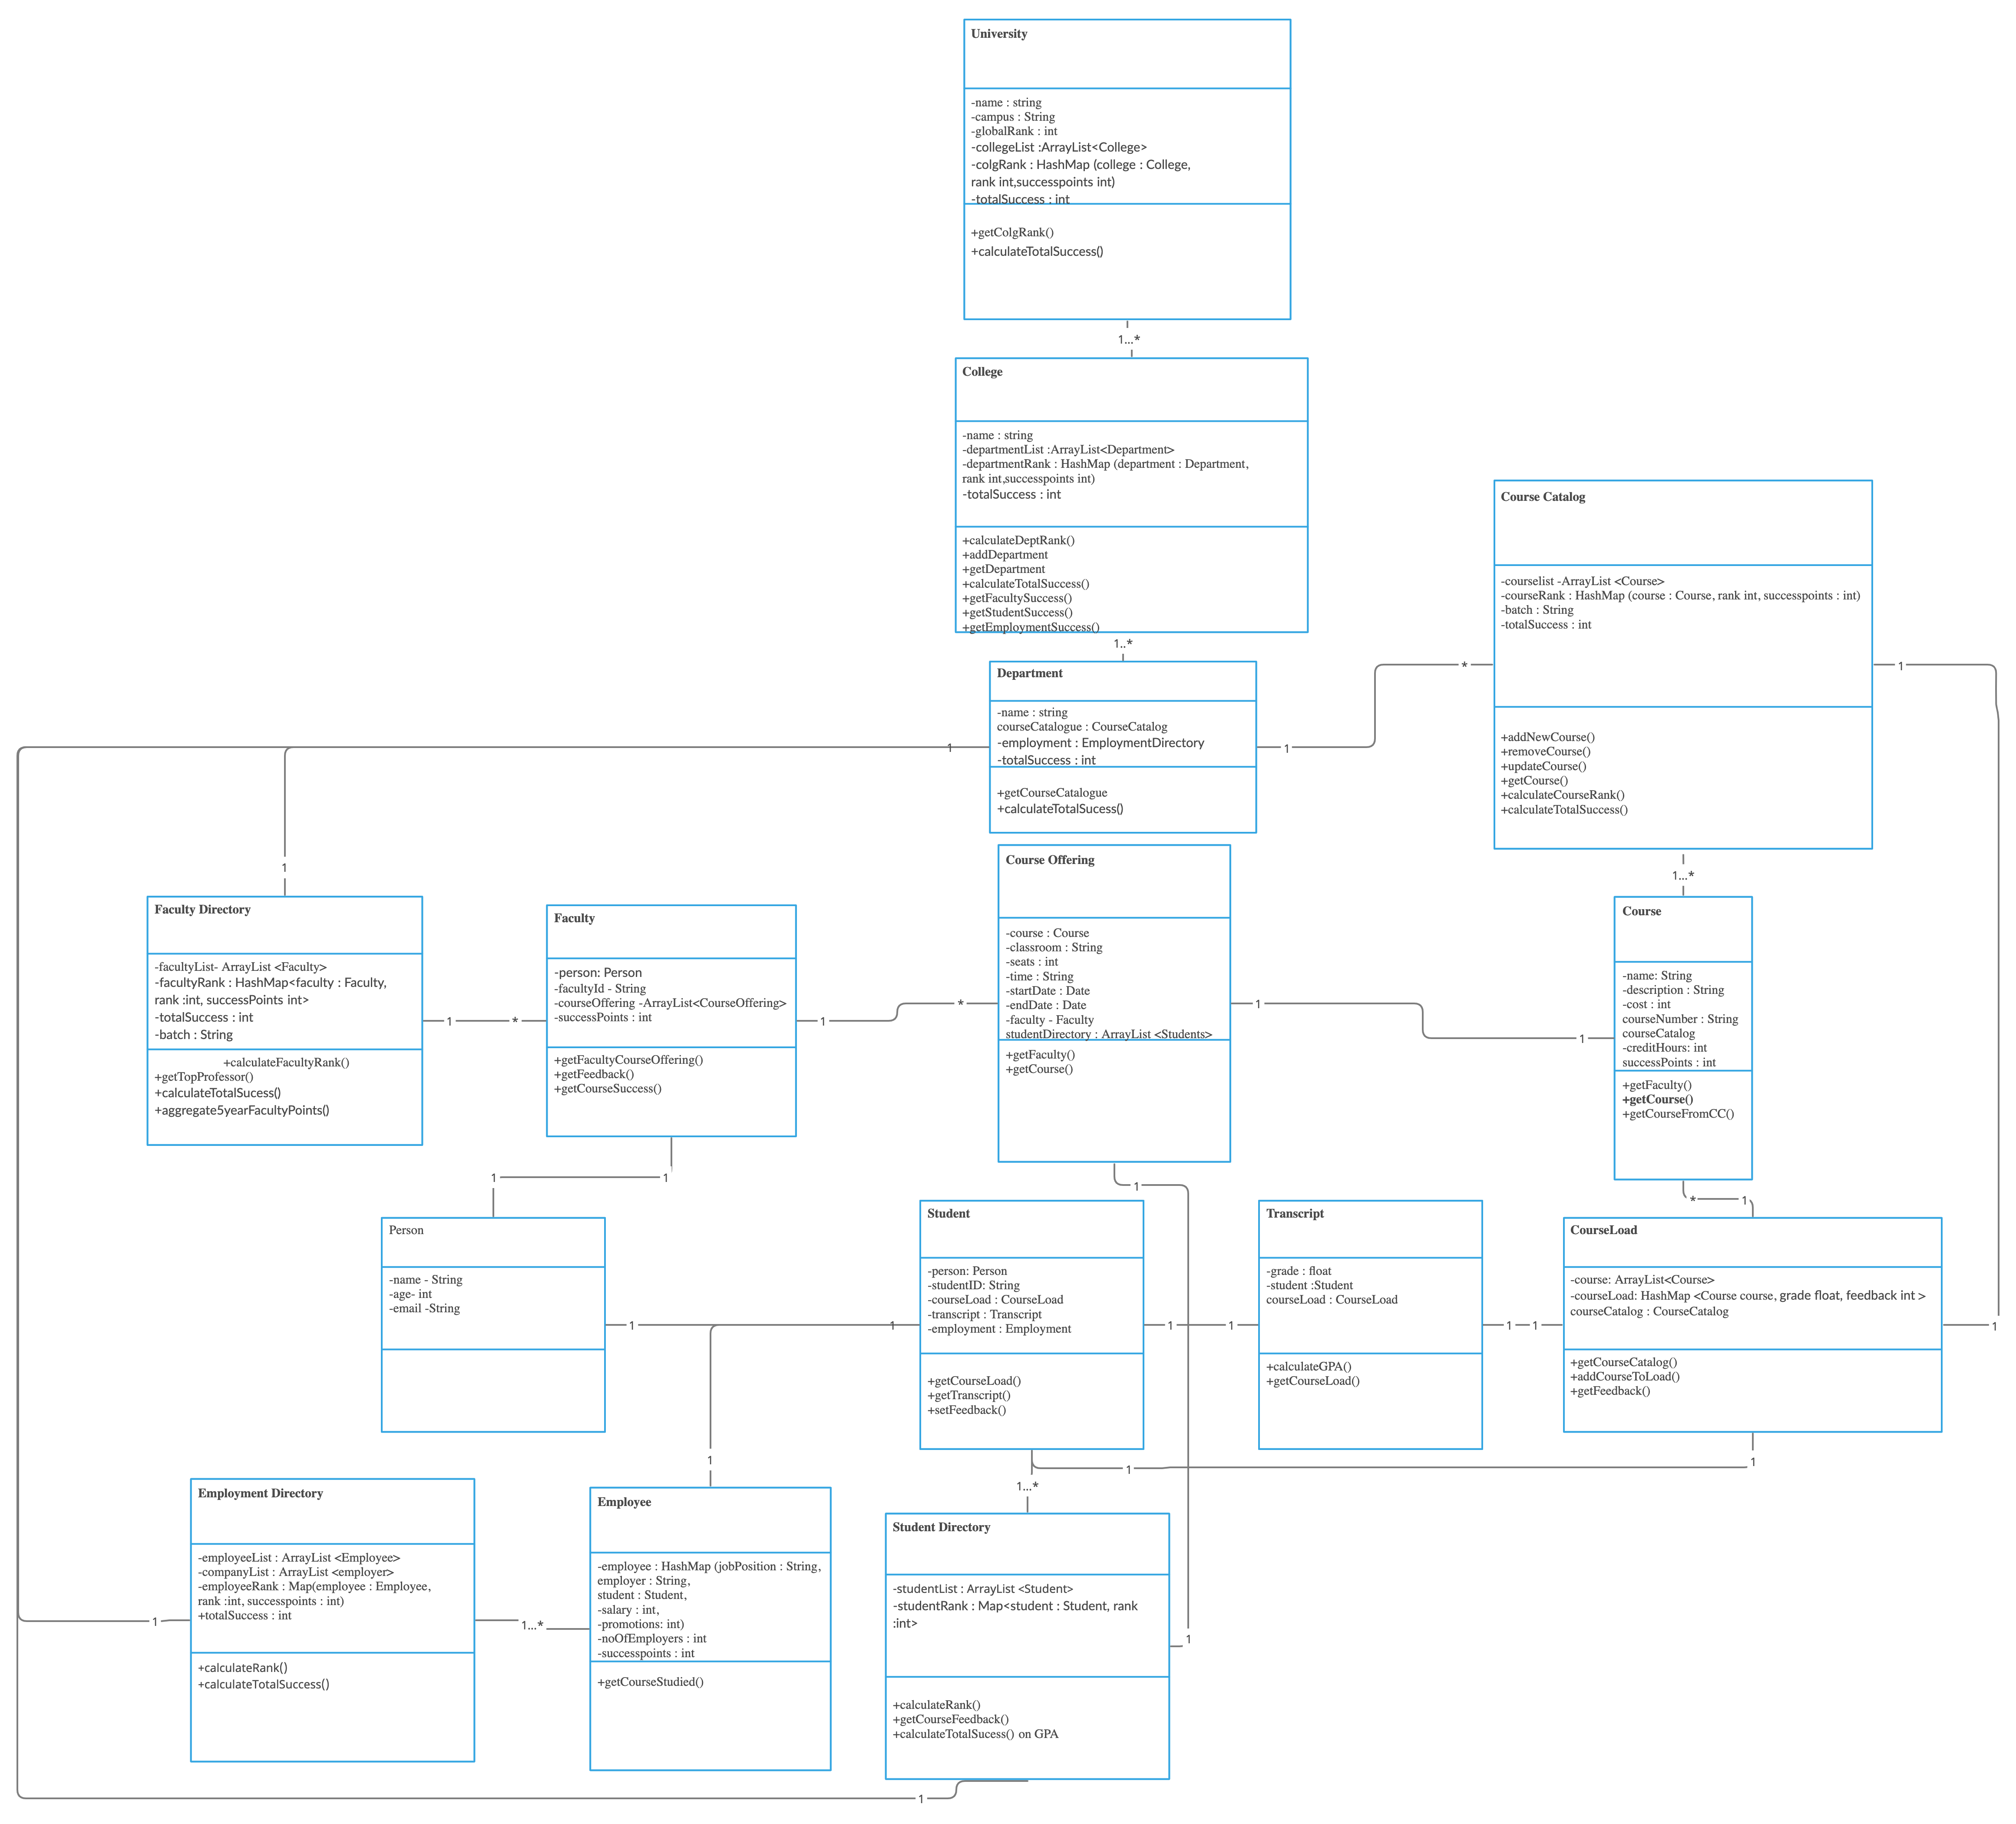 University
-name : string
-campus : String
-globalRank : int
-collegeList :ArrayList<College>
-colgRank : HashMap (college : College,
rank int,successpoints int)
-totalSuccess : int
+getColgRank()
+calculateTotalSuccess()
1...*
College
-name : string
-departmentList :ArrayList<Department>
-departmentRank : HashMap (department : Department,
rank int,successpoints int)
-totalSuccess : int
+calculateDeptRank()
+addDepartment
+getDepartment
+calculateTotalSuccess()
+getFacultySuccess()
+getStudentSuccess()
+getEmploymentSuccess()
1..*
Course Catalog
-courselist -ArrayList <Course>
-courseRank : HashMap (course : Course, rank int, successpoints : int)
-batch : String
-totalSuccess : int
+addNewCourse()
+removeCourse()
+updateCourse()
+getCourse()
+calculateCourseRank()
+calculateTotalSuccess()
*
1
Department
-name : string
courseCatalogue : CourseCatalog
-employment : EmploymentDirectory
-totalSuccess : int
+getCourseCatalogue
+calculateTotalSucess()
1
1
1
1...*
Faculty Directory
-facultyList- ArrayList <Faculty>
-facultyRank : HashMap<faculty : Faculty,
rank :int, successPoints int>
-totalSuccess : int
-batch : String
+calculateFacultyRank()
+getTopProfessor()
+calculateTotalSucess()
+aggregate5yearFacultyPoints()
1
*
Faculty
-person: Person
-facultyId - String
-courseOffering -ArrayList<CourseOffering>
-successPoints : int
+getFacultyCourseOffering()
+getFeedback()
+getCourseSuccess()
1
*
Course Offering
-course : Course
-classroom : String
-seats : int
-time : String
-startDate : Date
-endDate : Date
-faculty - Faculty
studentDirectory : ArrayList <Students>
+getFaculty()
+getCourse()
1
1
Course
-name: String
-description : String
-cost : int
courseNumber : String
courseCatalog
-creditHours: int
successPoints : int
+getFaculty()
+getCourse()
+getCourseFromCC()
1
1
1
*
1
Person
-name - String
-age- int
-email -String
1
1
Student
-person: Person
-studentID: String
-courseLoad : CourseLoad
-transcript : Transcript
-employment : Employment
+getCourseLoad()
+getTranscript()
+setFeedback()
1
1
Transcript
-grade : float
-student :Student
courseLoad : CourseLoad
+calculateGPA()
+getCourseLoad()
1
1
CourseLoad
-course: ArrayList<Course>
-courseLoad: HashMap <Course course, grade float, feedback int >
courseCatalog : CourseCatalog
+getCourseCatalog()
+addCourseToLoad()
+getFeedback()
1
1
1
1
1...*
Employment Directory
-employeeList : ArrayList <Employee>
-companyList : ArrayList <employer>
-employeeRank : Map(employee : Employee,
rank :int, successpoints : int)
+totalSuccess : int
+calculateRank()
+calculateTotalSuccess()
1
1...*
Employee
-employee : HashMap (jobPosition : String,
employer : String,
student : Student,
-salary : int,
-promotions: int)
-noOfEmployers : int
-successpoints : int
+getCourseStudied()
Student Directory
-studentList : ArrayList <Student>
-studentRank : Map<student : Student, rank
:int>
+calculateRank()
+getCourseFeedback()
+calculateTotalSucess() on GPA
1
1